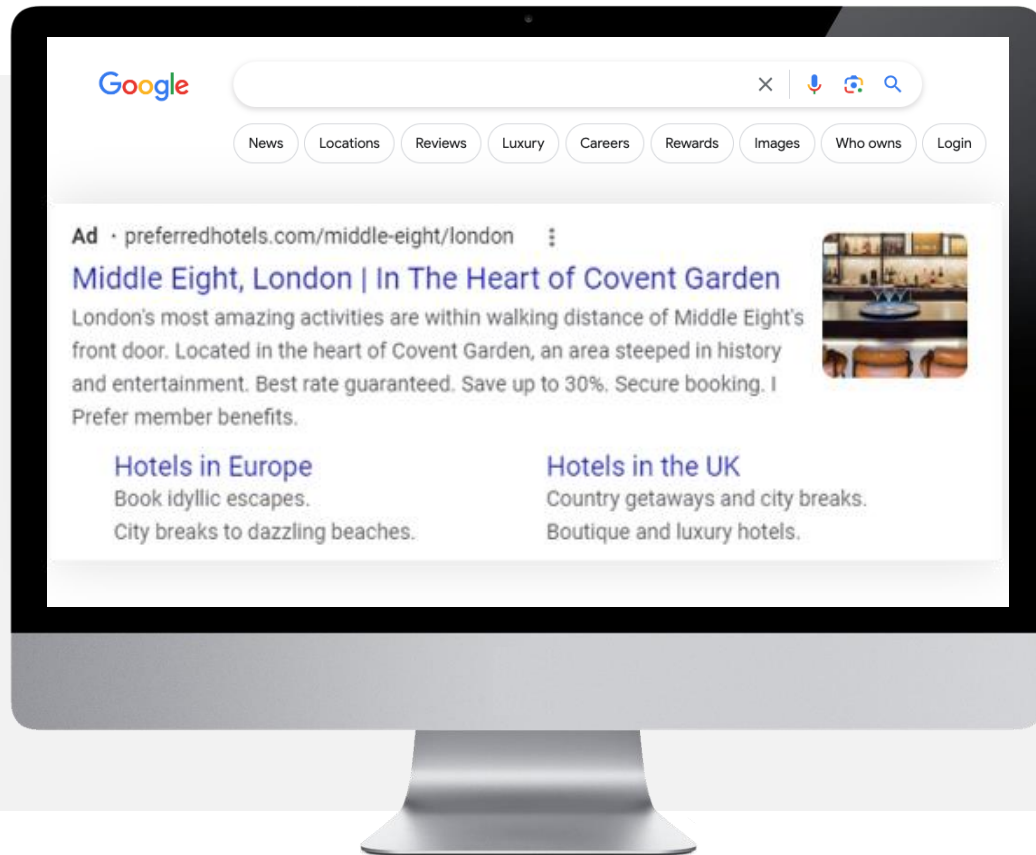 Google
News Locations Reviews Luxury Careers Rewards Images Who owns Login
Ad · preferredhotels.com/middle-eight/london
Middle Eight, London | In The Heart of Covent Garden
London's most amazing activities are within walking distance of Middle Eight's
front door. Located in the heart of Covent Garden, an area steeped in history
and entertainment. Best rate guaranteed. Save up to 30%. Secure booking. I
Prefer member benefits.
Hotels in Europe
Book idyllic escapes.
City breaks to dazzling beaches.
Hotels in the UK
Country getaways and city breaks.
Boutique and luxury hotels.